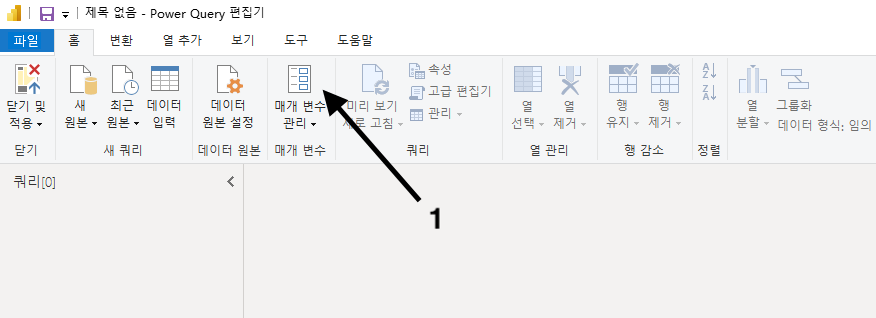 제목 없음 - Power Query 편집기
파일 홈 변환 열 추가 보기 도구 도움말
닫기 및
적용
새
원본
최근
원본
데이터
입력
데이터
원본 설정
매개 변수
관리
미리 보기
새로 고침
속성
고급 편집기
관리
열
선택
열
제거
행
유지
행
제거
열
분할
그룹화
데이터 형식: 임의
닫기 새 쿼리 데이터 원본 매개 변수 쿼리 열 관리 행 감소 정렬
쿼리[0]
1